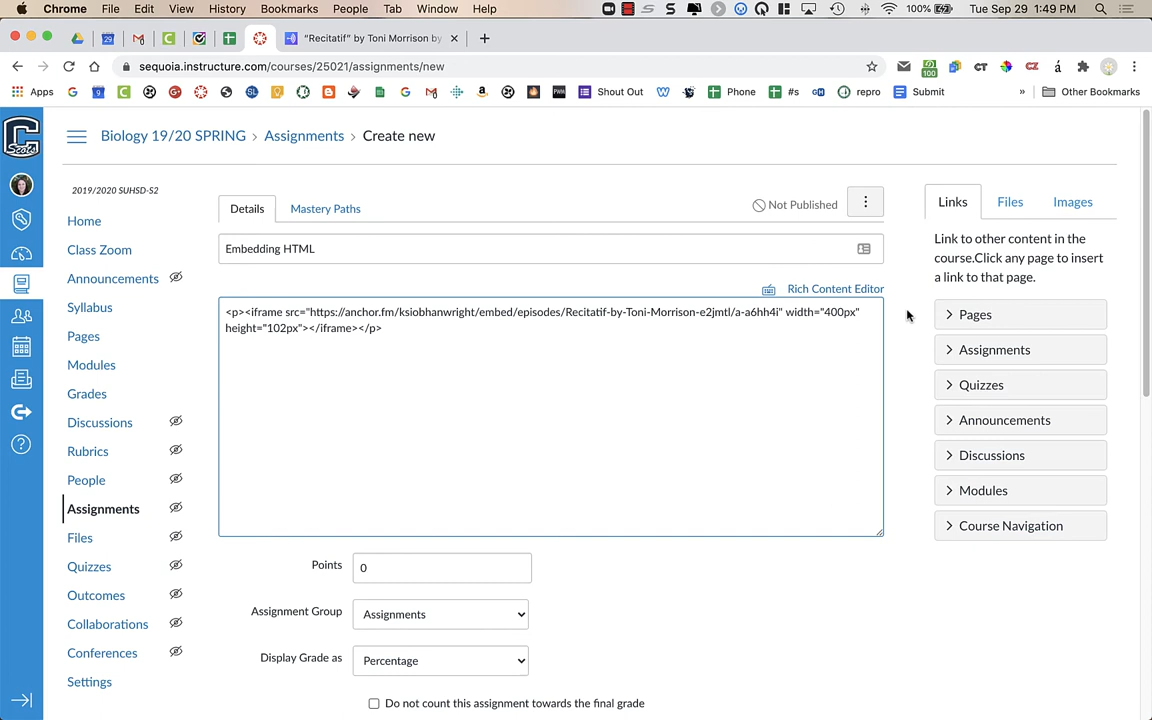 Chrome File Edit View History Bookmarks People Tab Window Help 100% Tue Sep 29 1:49 PM
"Recitatif" by Toni Morrison by
sequoia.instructure.com/courses/25021/assignments/new
Apps Shout Out Phone #s repro Submit » Other Bookmarks
Biology 19/20 SPRING > Assignments > Create new
2019/2020 SUHSD-S2
Home
Class Zoom
Announcements
Syllabus
Pages
Modules
Grades
Discussions
Rubrics
People
Assignments
Files
Quizzes
Outcomes
Collaborations
Conferences
Settings
Details Mastery Paths Not Published
Embedding HTML
Rich Content Editor
<p><iframe src="https://anchor.fm/ksiobhanwright/embed/episodes/Recitatif-by-Toni-Morrison-e2jmtl/a-a6hh4i" width="400px"
height="102px"></iframe></p>
Points 0
Assignment Group Assignments
Display Grade as Percentage
Do not count this assignment towards the final grade
Links Files Images
Link to other content in the
course.Click any page to insert
a link to that page.
Pages
Assignments
Quizzes
Announcements
Discussions
Modules
Course Navigation